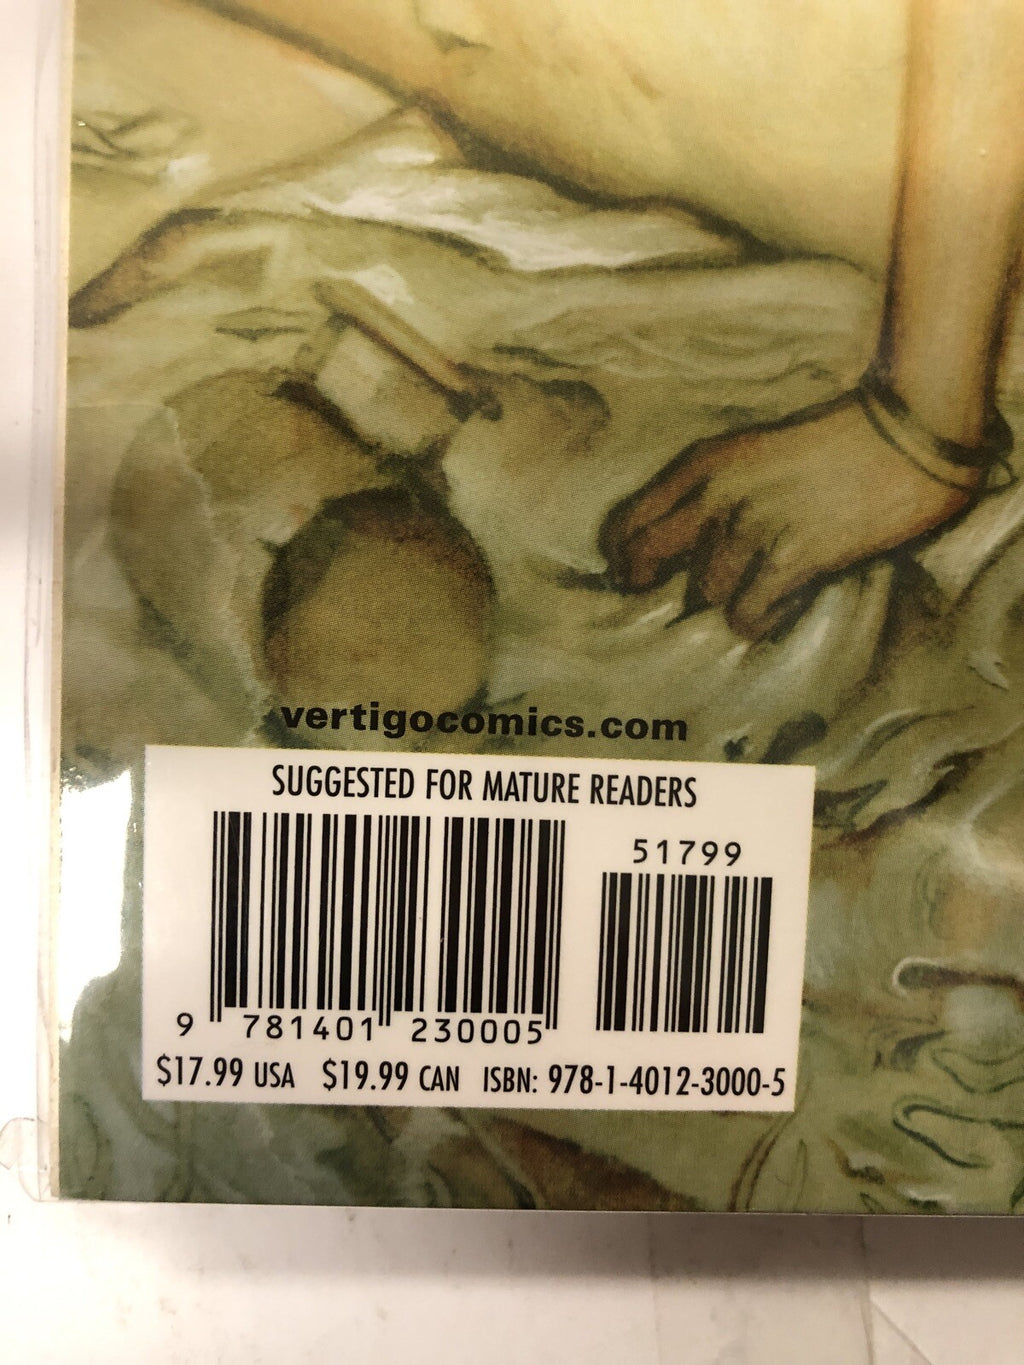 vertigocomics.com
SUGGESTED FOR MATURE READERS
51799
9 781401 230005
$17.99 USA $19.99 CAN ISBN: 978-1-4012-3000-5